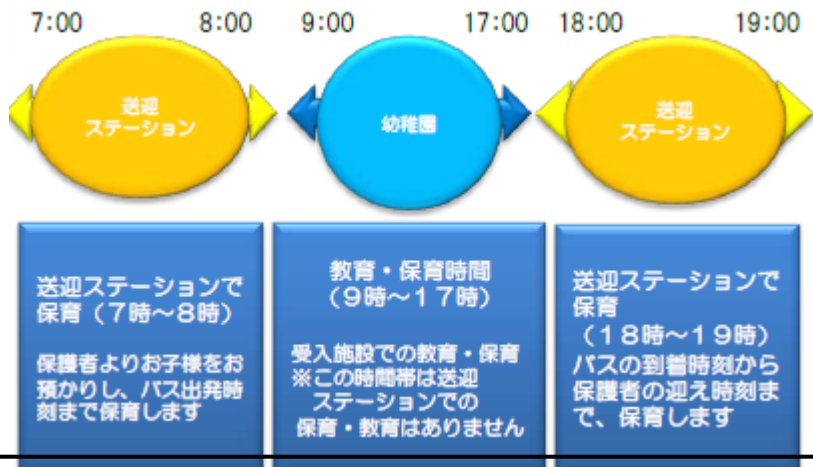 7:00 8:00 9:00 17:00 18:00 19:00
送迎
ステーション
幼稚園
送迎
ステーション
送迎ステーションで
保育（7時～8時）
保護者よりお子様をお
預かりし、バス出発時
刻まで保育します
教育・保育時間
（9時～17時）
受入施設での教育・保育
※この時間帯は送迎
ステーションでの
保育・教育はありません
送迎ステーションで
保育
（18時～19時）
バスの到着時刻から
保護者の迎え時刻ま
で、保育します